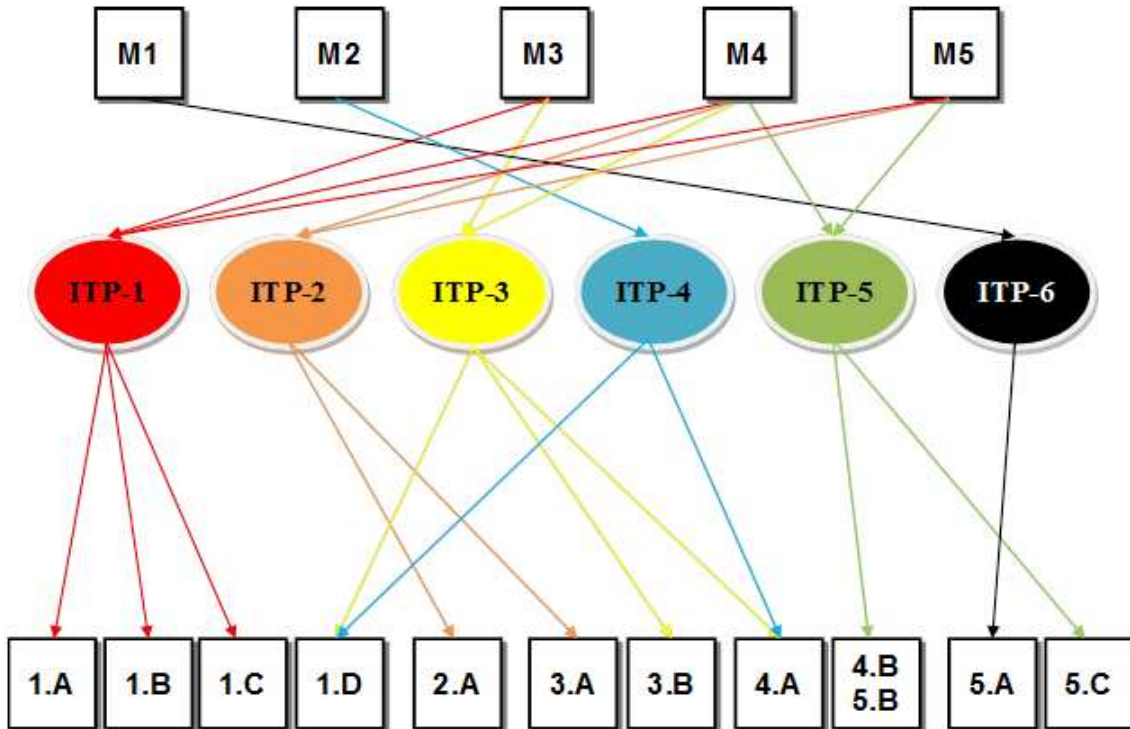 M1 M2 M3 M4 M5
ITP-1 ITP-2 ITP-3 ITP-4 ITP-5 ITP-6
1.A 1.B 1.C 1.D 2.A 3.A 3.B 4.A 4.B 5.A 5.C
5.B